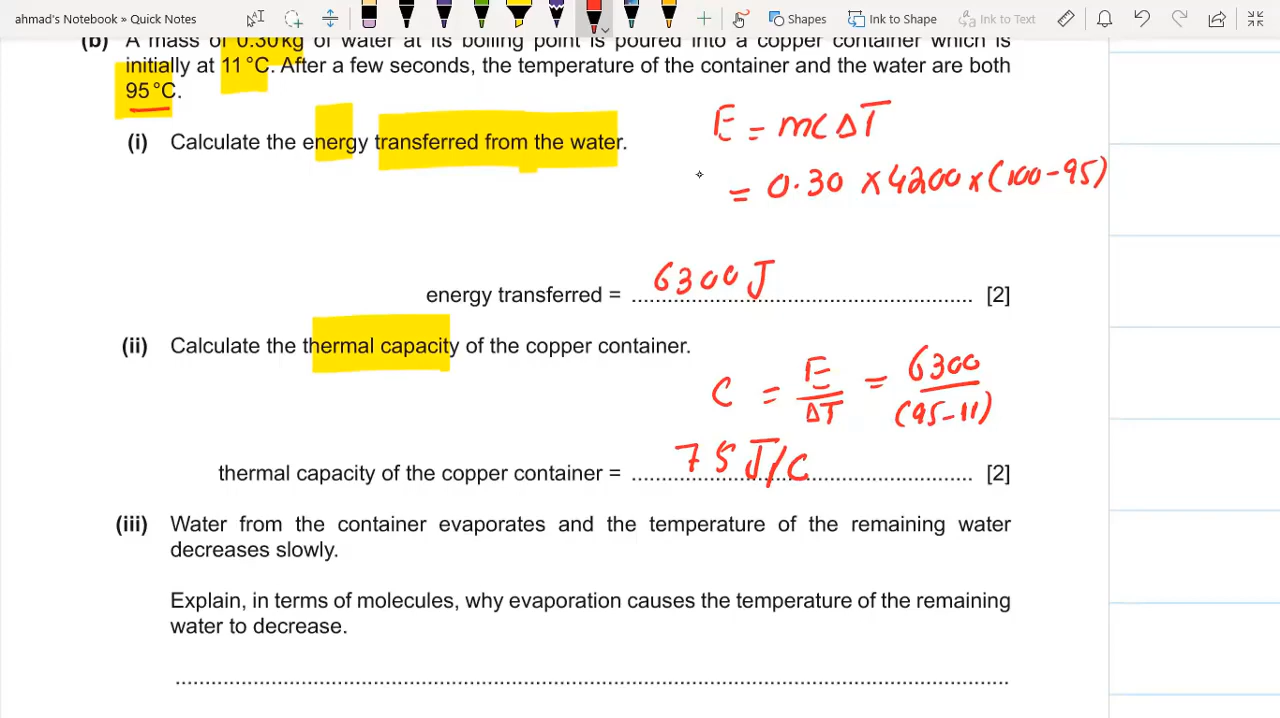 ahmad's Notebook » Quick Notes
Shapes
Ink to Shape
Ink to Text
(b) A mass of 0.30 kg of water at its boiling point is poured into a copper container which is
initially at 11 °C. After a few seconds, the temperature of the container and the water are both
95 °C.
(i) Calculate the energy transferred from the water.
E = mcΔT
= 0.30 × 4200 × (100 - 95)
energy transferred = 6300 J [2]
(ii) Calculate the thermal capacity of the copper container.
C = E/ΔT = 6300/(95-11)
thermal capacity of the copper container = 75 J/C [2]
(iii) Water from the container evaporates and the temperature of the remaining water
decreases slowly.
Explain, in terms of molecules, why evaporation causes the temperature of the remaining
water to decrease.